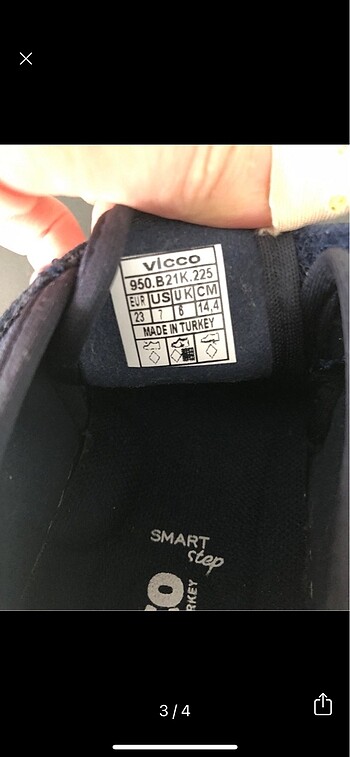 vicco
950.B21K.225
EUR US UK CM
23 7 6 14,4
MADE IN TURKEY
SMART
Step
3 / 4